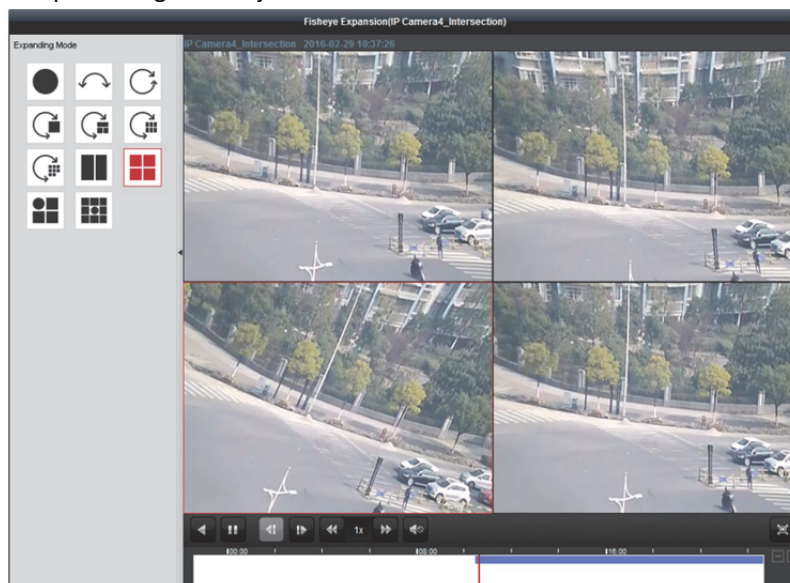 Fisheye Expansion(IP Camera4_Intersection)
Expanding Mode
IP Camera4_Intersection 2016-02-29 10:37:26
1x
00:00 08:00 16:00